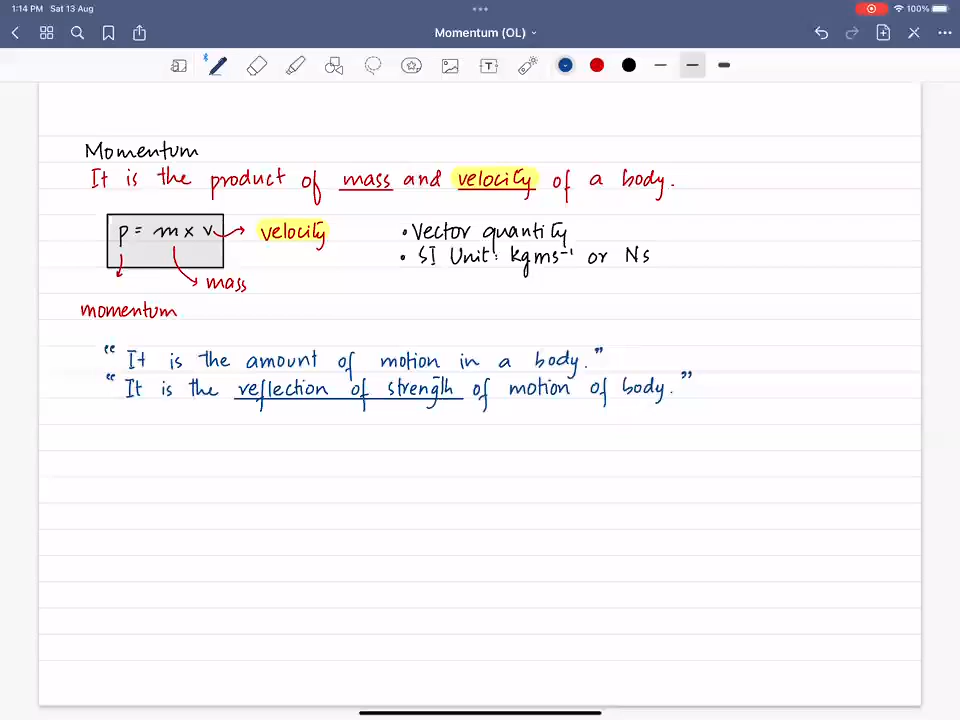 1:14 PM Sat 13 Aug
100%
Momentum (OL)
T
Momentum
It is the product of mass and velocity of a body.
p = m x v → velocity
mass
momentum
• Vector quantity
• SI Unit: kgms⁻¹ or Ns
“ It is the amount of motion in a body.”
“ It is the reflection of strength of motion of body.”